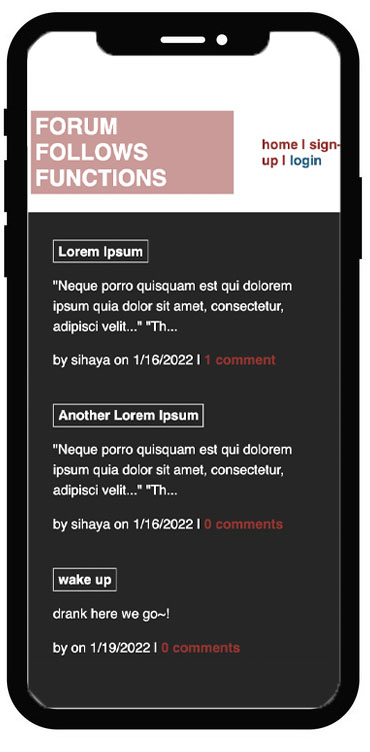 FORUM
FOLLOWS
FUNCTIONS
home | sign-
up | login
Lorem Ipsum
"Neque porro quisquam est qui dolorem
ipsum quia dolor sit amet, consectetur,
adipisci velit..." "Th...
by sihaya on 1/16/2022 | 1 comment
Another Lorem Ipsum
"Neque porro quisquam est qui dolorem
ipsum quia dolor sit amet, consectetur,
adipisci velit..." "Th...
by sihaya on 1/16/2022 | 0 comments
wake up
drank here we go~!
by on 1/19/2022 | 0 comments